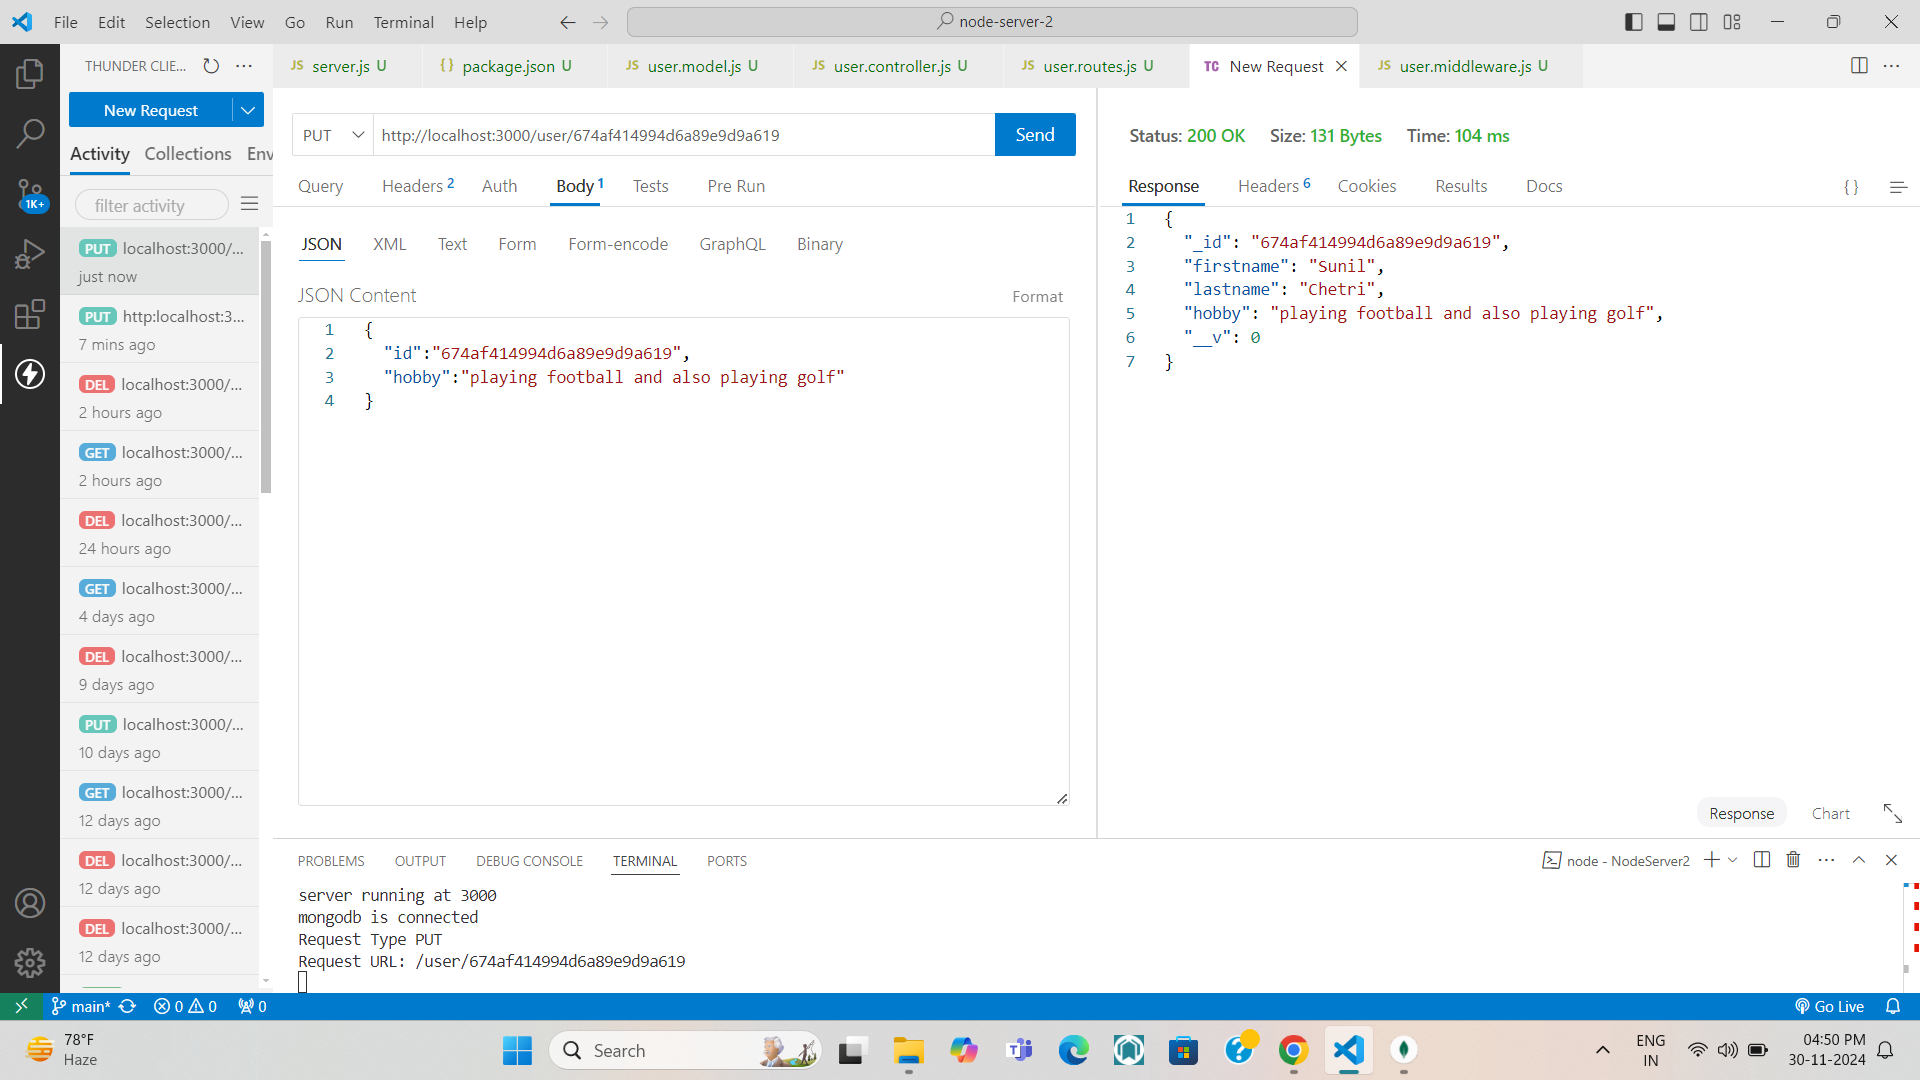 File Edit Selection View Go Run Terminal Help
node-server-2
THUNDER CLIE...
JS server.js U
{} package.json U
JS user.model.js U
JS user.controller.js U
JS user.routes.js U
TC New Request
JS user.middleware.js U
New Request
Activity Collections Env
filter activity
PUT localhost:3000/...
just now
PUT http:localhost:3...
7 mins ago
DEL localhost:3000/...
2 hours ago
GET localhost:3000/...
2 hours ago
DEL localhost:3000/...
24 hours ago
GET localhost:3000/...
4 days ago
DEL localhost:3000/...
9 days ago
PUT localhost:3000/...
10 days ago
GET localhost:3000/...
12 days ago
DEL localhost:3000/...
12 days ago
DEL localhost:3000/...
12 days ago
1K+
PUT http://localhost:3000/user/674af414994d6a89e9d9a619 Send
Query Headers 2 Auth Body 1 Tests Pre Run
JSON XML Text Form Form-encode GraphQL Binary
JSON Content Format
1 {
2 "id":"674af414994d6a89e9d9a619",
3 "hobby":"playing football and also playing golf"
4 }
Status: 200 OK Size: 131 Bytes Time: 104 ms
Response Headers 6 Cookies Results Docs { }
1 {
2 "_id": "674af414994d6a89e9d9a619",
3 "firstname": "Sunil",
4 "lastname": "Chetri",
5 "hobby": "playing football and also playing golf",
6 "__v": 0
7 }
Response Chart
PROBLEMS OUTPUT DEBUG CONSOLE TERMINAL PORTS
node - NodeServer2
server running at 3000
mongodb is connected
Request Type PUT
Request URL: /user/674af414994d6a89e9d9a619
main* 0 0 0
Go Live
78°F
Haze
Search
ENG
IN
04:50 PM
30-11-2024